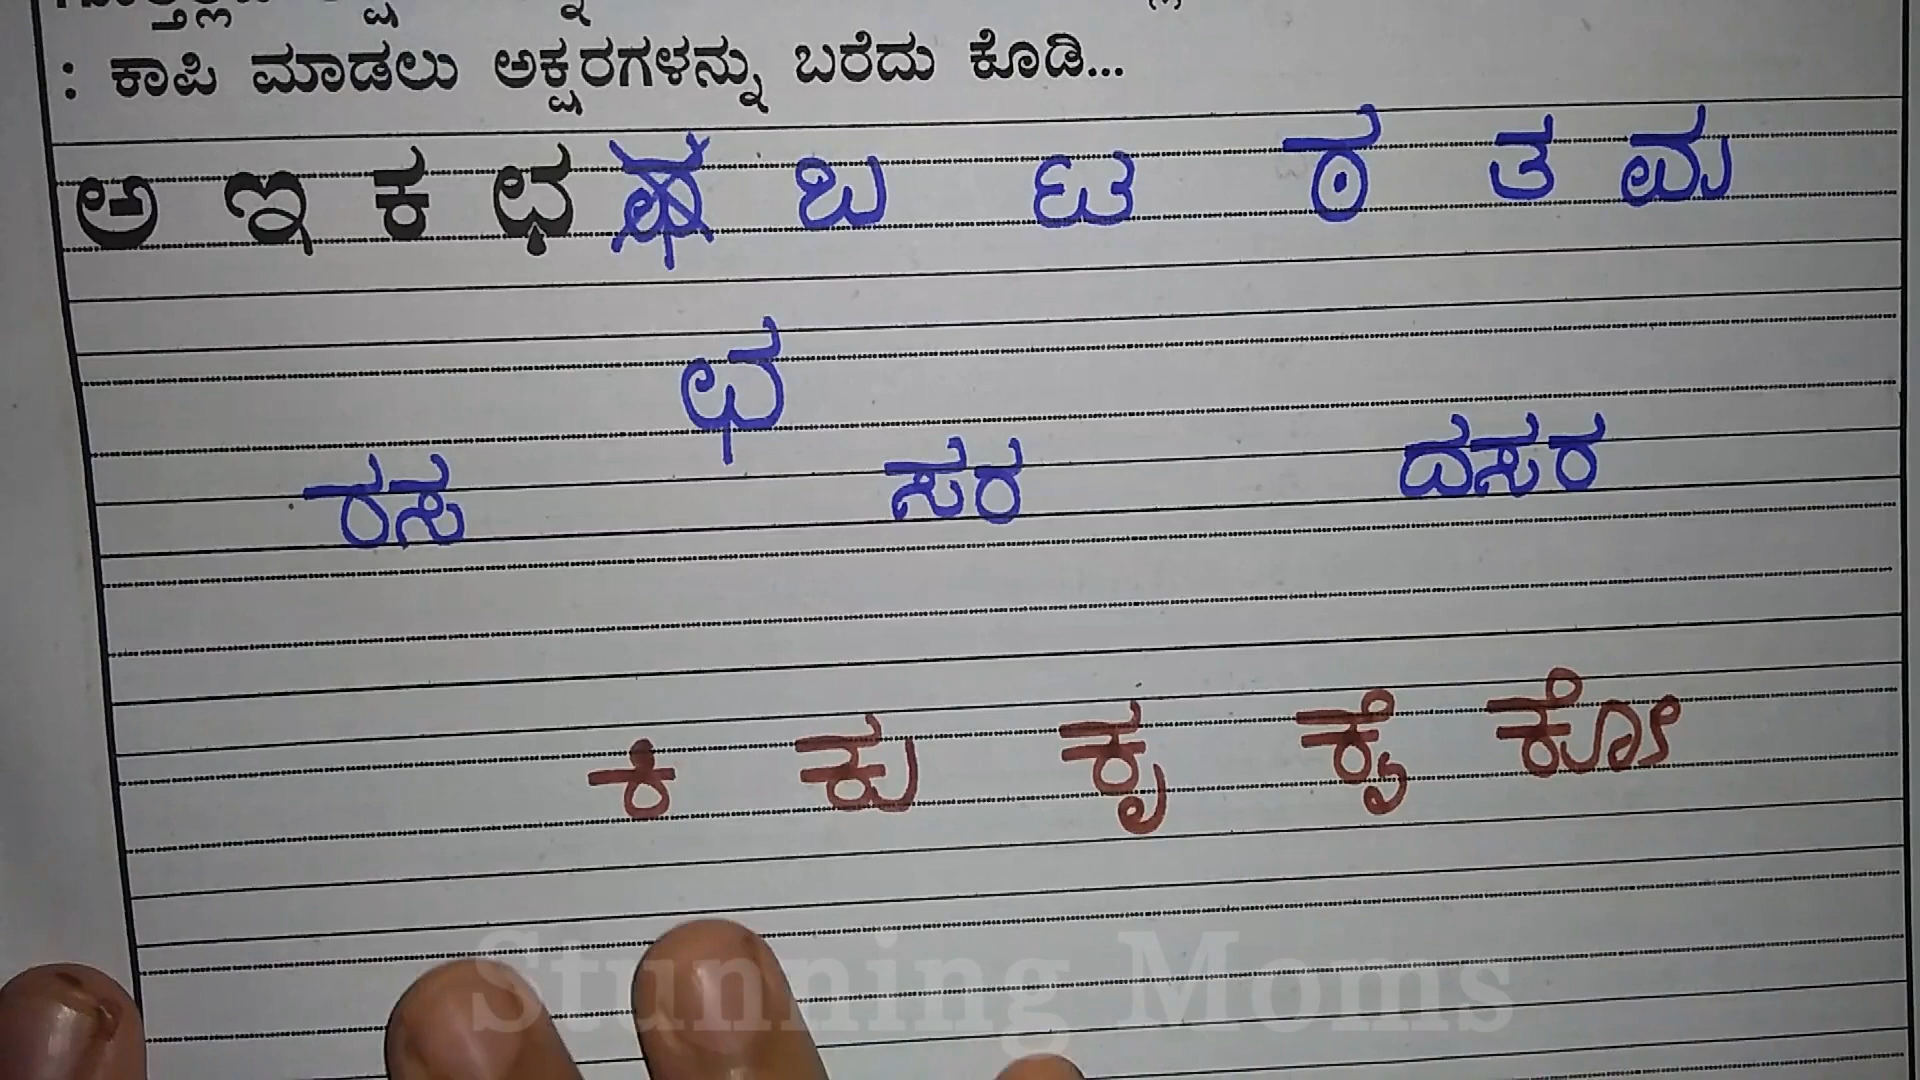 : ಕಾಪಿ ಮಾಡಲು ಅಕ್ಷರಗಳನ್ನು ಬರೆದು ಕೊಡಿ...
ಅ ಇ ಕ ಛ ಬ ಟ ಠ ತ ಮ
ಛ
ರಸ ಸರ ದಸರ
ಕಿ ಕು ಕೃ ಕೈ ಕೋ
Stunning Moms